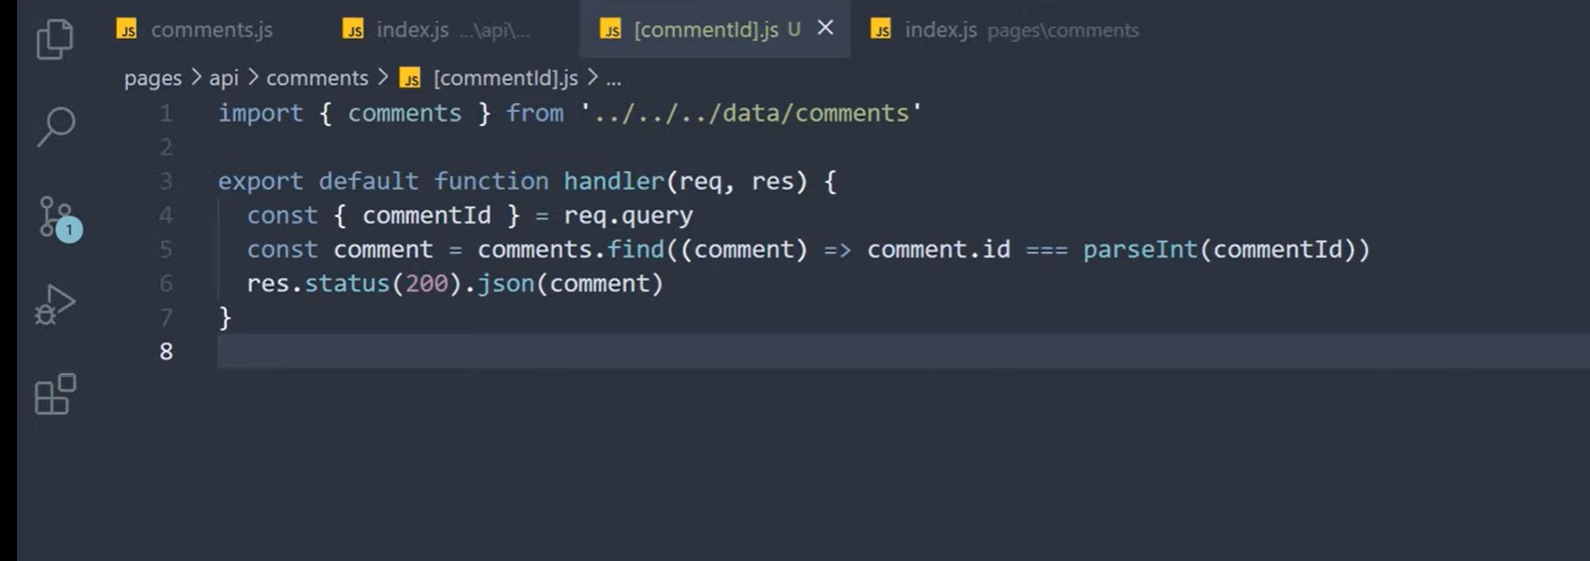 JS comments.js JS index.js ...\api\... JS [commentId].js U × JS index.js pages\comments
pages > api > comments > JS [commentId].js > ...
1 import { comments } from '../../../data/comments'
2
3 export default function handler(req, res) {
4   const { commentId } = req.query
5   const comment = comments.find((comment) => comment.id === parseInt(commentId))
6   res.status(200).json(comment)
7 }
8
1